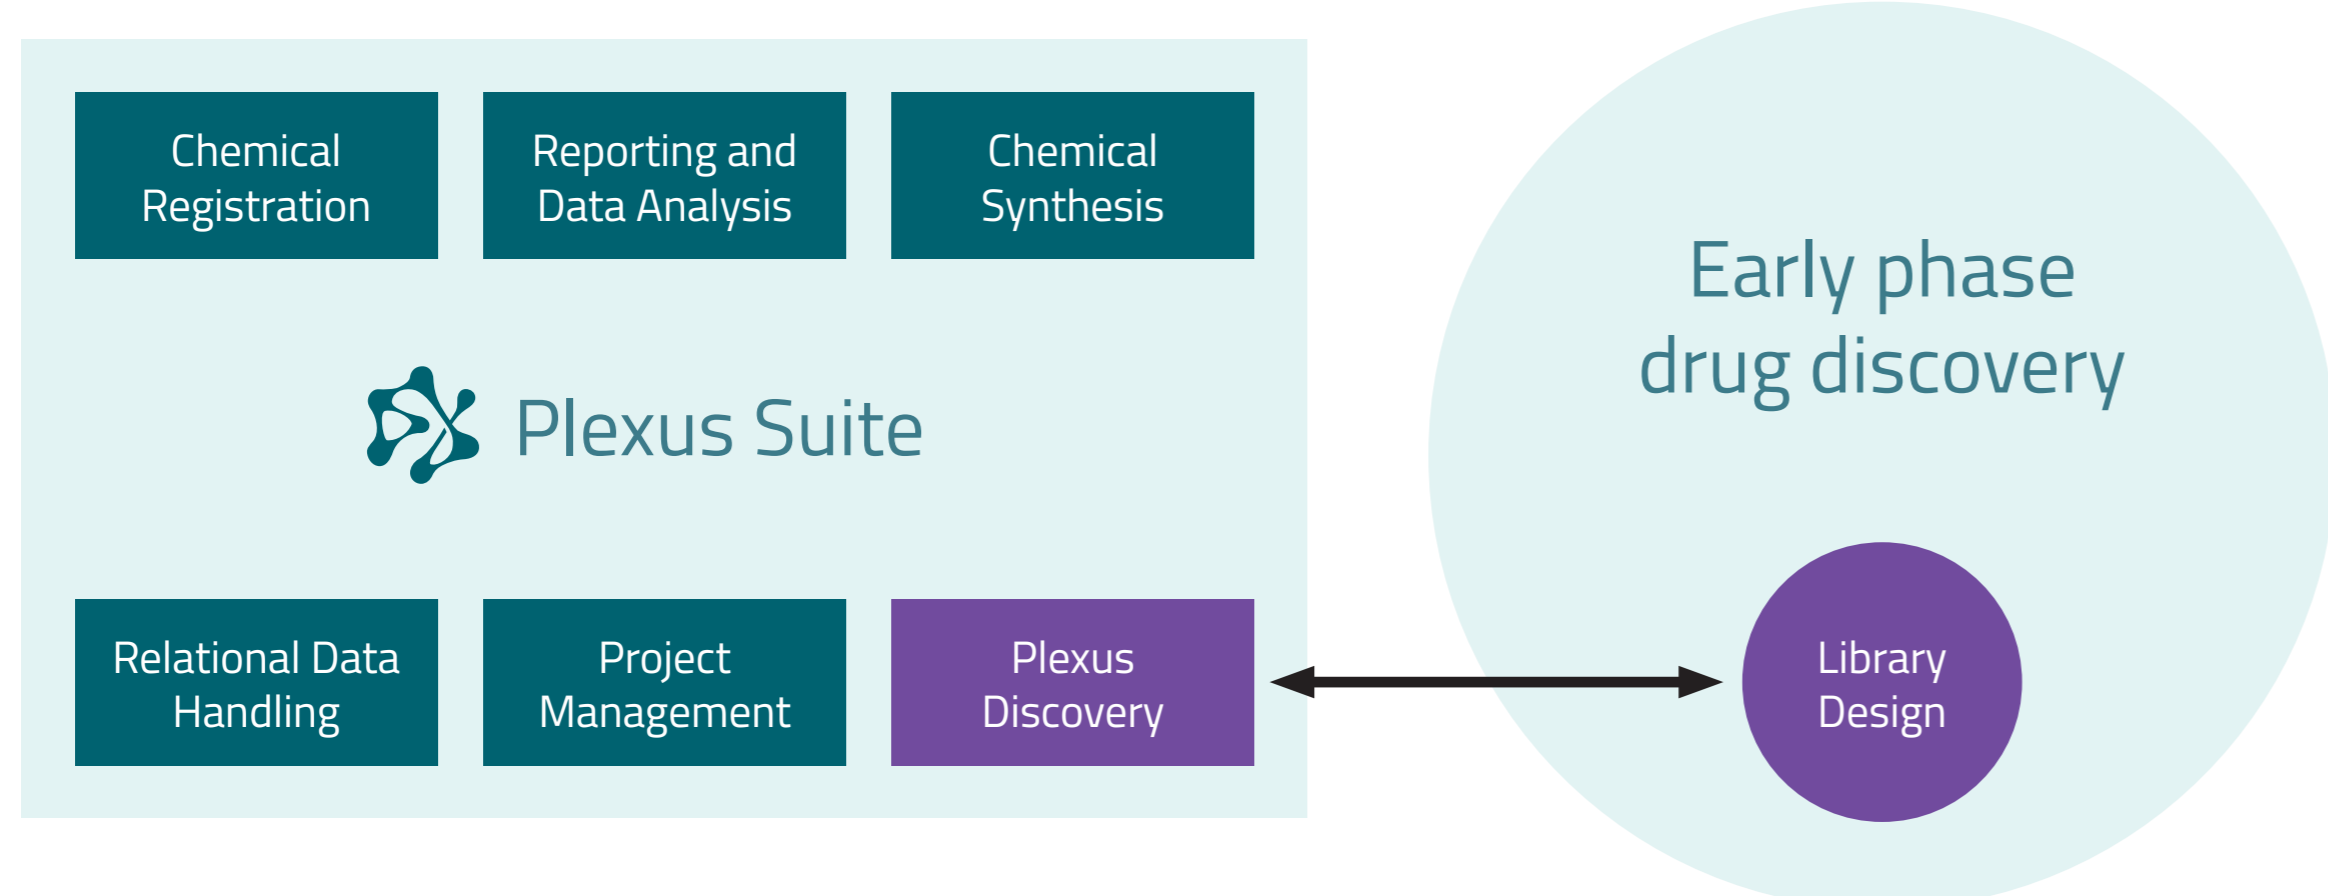 Chemical
Registration
Reporting and
Data Analysis
Chemical
Synthesis
Plexus Suite
Relational Data
Handling
Project
Management
Plexus
Discovery
Early phase
drug discovery
Library
Design